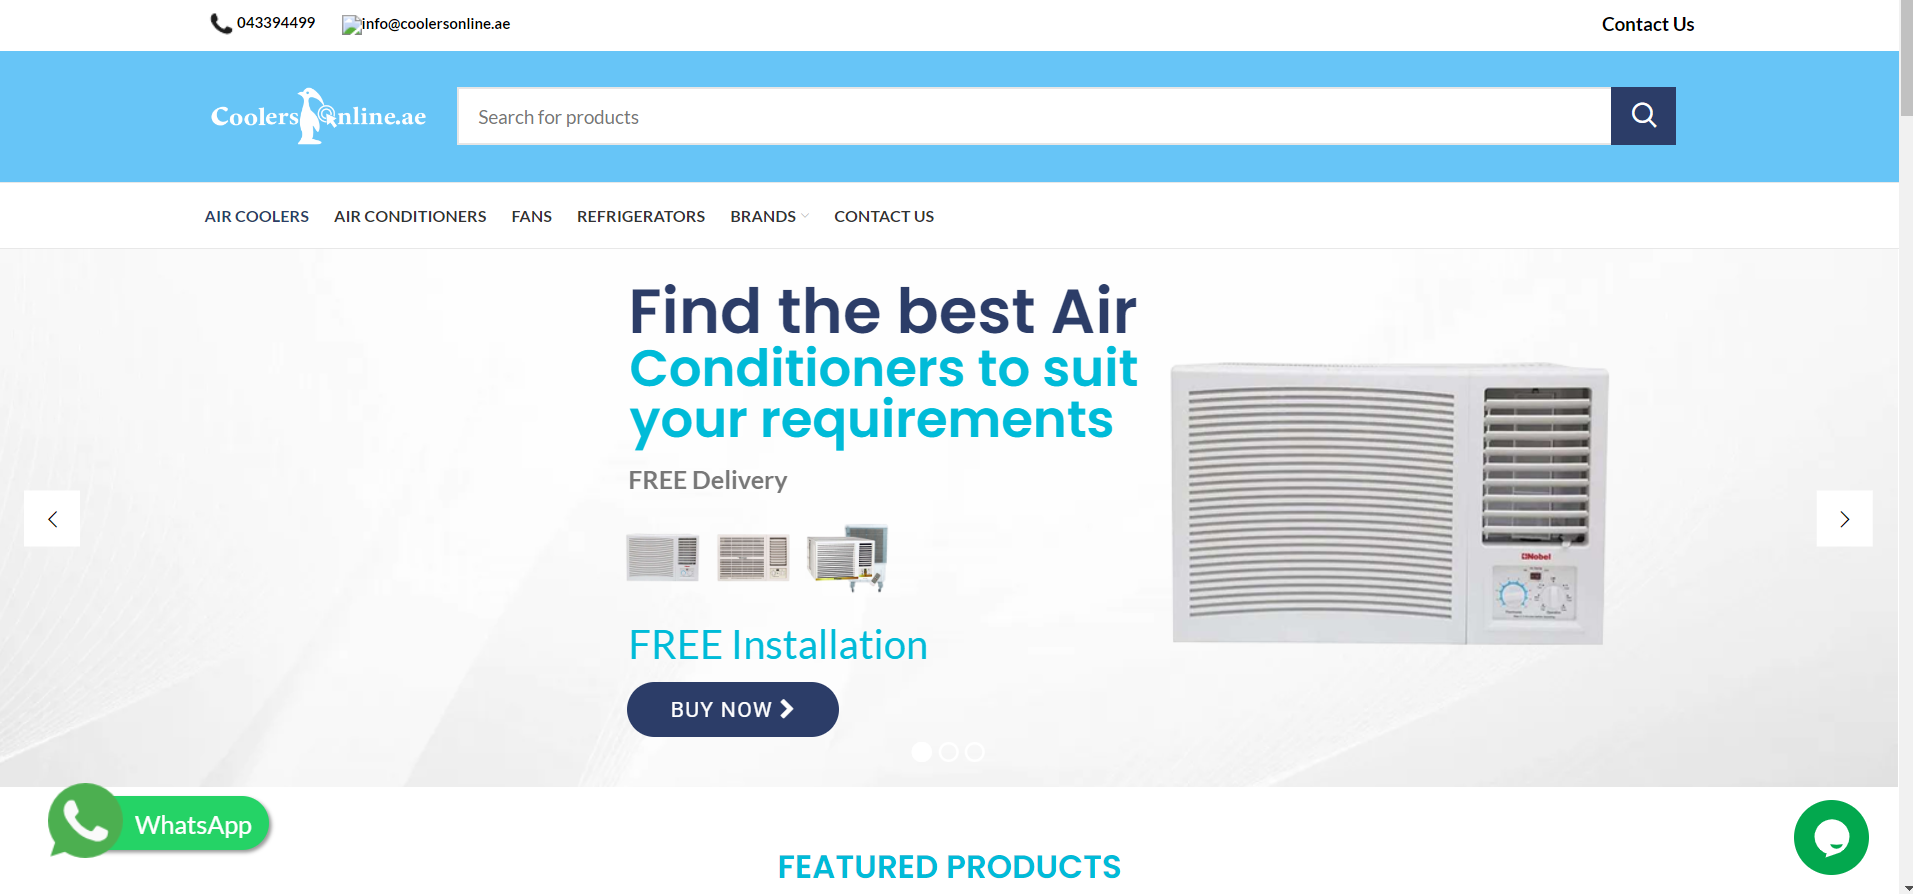 043394499
info@coolersonline.ae
Contact Us
CoolersOnline.ae
Search for products
AIR COOLERS
AIR CONDITIONERS
FANS
REFRIGERATORS
BRANDS
CONTACT US
Find the best Air
Conditioners to suit
your requirements
FREE Delivery
Nobel
FREE Installation
BUY NOW
WhatsApp
FEATURED PRODUCTS